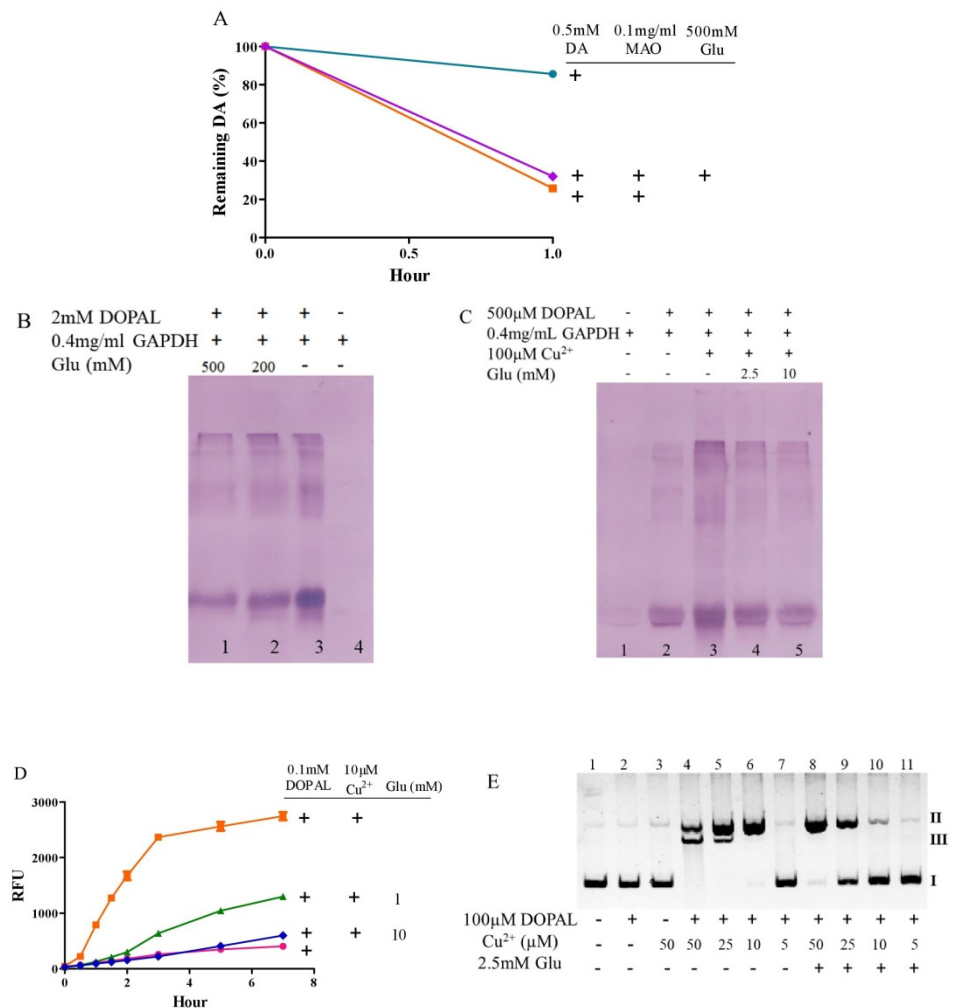 A
0.5mM 0.1mg/ml 500mM
DA MAO Glu
Remaining DA (%)
100
80
60
40
20
0
+
+ + +
+ +
0.0 0.5 1.0
Hour
B
2mM DOPAL + + + -
0.4mg/ml GAPDH + + + +
Glu (mM) 500 200 - -
1 2 3 4
C
500μM DOPAL - + + + +
0.4mg/mL GAPDH + + + + +
100μM Cu²⁺ - - + + +
Glu (mM) - - - 2.5 10
1 2 3 4 5
D
0.1mM 10μM Glu (mM)
DOPAL Cu²⁺
RFU
3000
2000
1000
0
+ +
+ + 1
+ + 10
+
0 2 4 6 8
Hour
E
1 2 3 4 5 6 7 8 9 10 11
II
III
I
100μM DOPAL - + - + + + + + + + +
Cu²⁺ (μM) - - 50 50 25 10 5 50 25 10 5
2.5mM Glu - - - - - - - + + + +